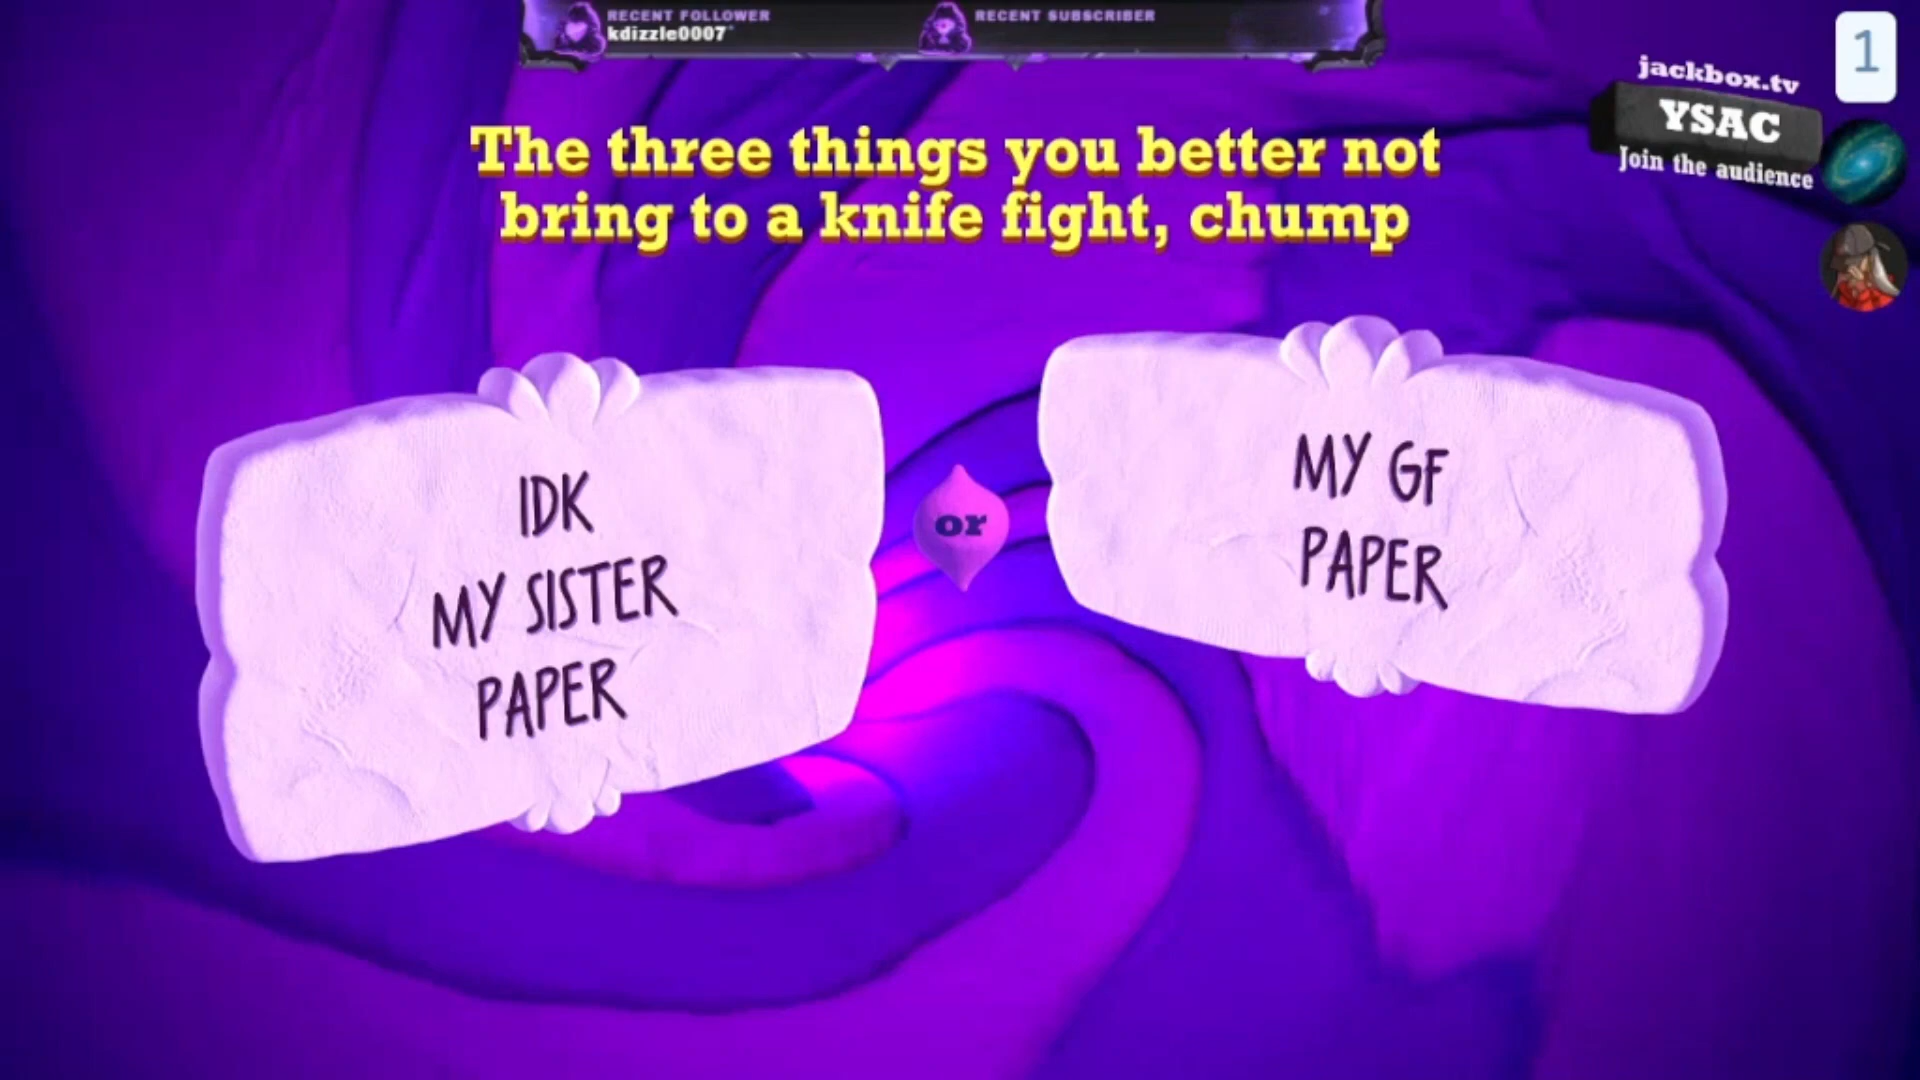 RECENT FOLLOWER
kdizzle0007
RECENT SUBSCRIBER
1
jackbox.tv
YSAC
Join the audience
The three things you better not
bring to a knife fight, chump
IDK
MY SISTER
PAPER
or
MY GF
PAPER